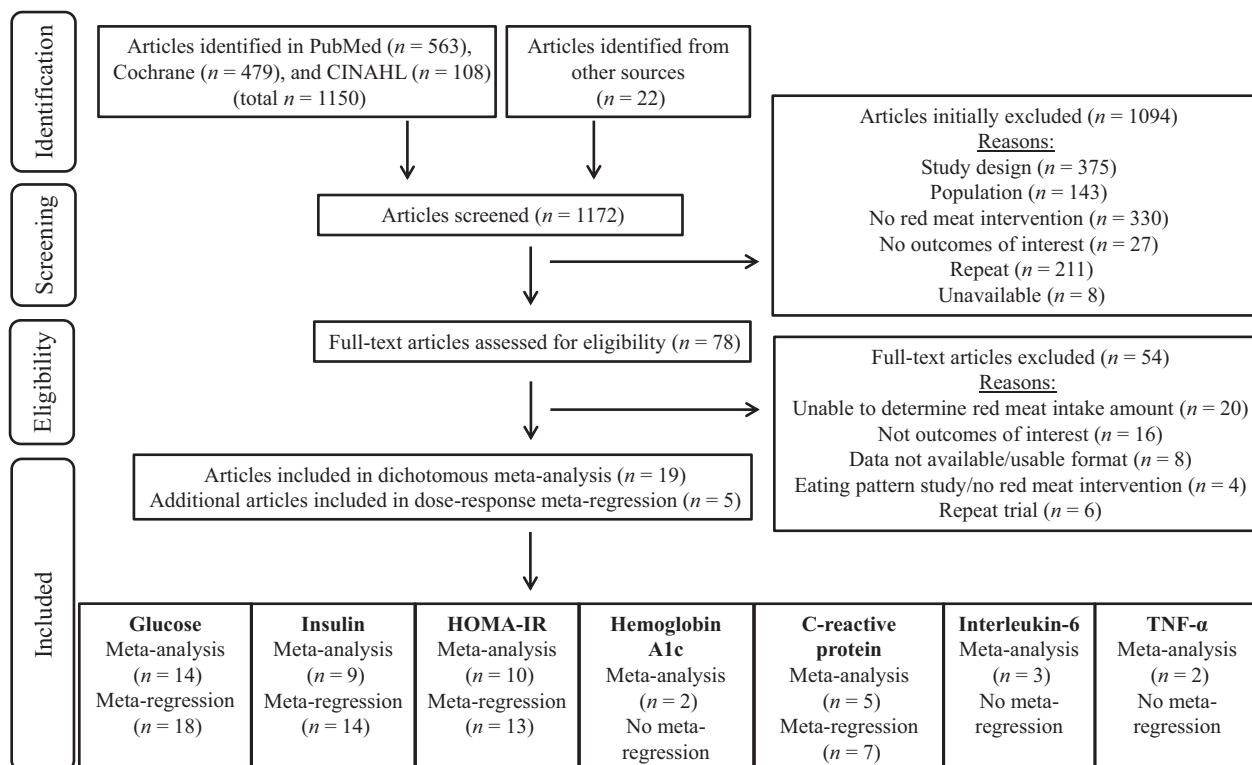 Identification
Articles identified in PubMed (n = 563),
Cochrane (n = 479), and CINAHL (n = 108)
(total n = 1150)
Articles identified from
other sources
(n = 22)
Articles initially excluded (n = 1094)
Reasons:
Study design (n = 375)
Population (n = 143)
No red meat intervention (n = 330)
No outcomes of interest (n = 27)
Repeat (n = 211)
Unavailable (n = 8)
Screening
Articles screened (n = 1172)
Eligibility
Full-text articles assessed for eligibility (n = 78)
Full-text articles excluded (n = 54)
Reasons:
Unable to determine red meat intake amount (n = 20)
Not outcomes of interest (n = 16)
Data not available/usable format (n = 8)
Eating pattern study/no red meat intervention (n = 4)
Repeat trial (n = 6)
Included
Articles included in dichotomous meta-analysis (n = 19)
Additional articles included in dose-response meta-regression (n = 5)
Glucose
Meta-analysis
(n = 14)
Meta-regression
(n = 18)
Insulin
Meta-analysis
(n = 9)
Meta-regression
(n = 14)
HOMA-IR
Meta-analysis
(n = 10)
Meta-regression
(n = 13)
Hemoglobin
A1c
Meta-analysis
(n = 2)
No meta-
regression
C-reactive
protein
Meta-analysis
(n = 5)
Meta-regression
(n = 7)
Interleukin-6
Meta-analysis
(n = 3)
No meta-
regression
TNF-α
Meta-analysis
(n = 2)
No meta-
regression